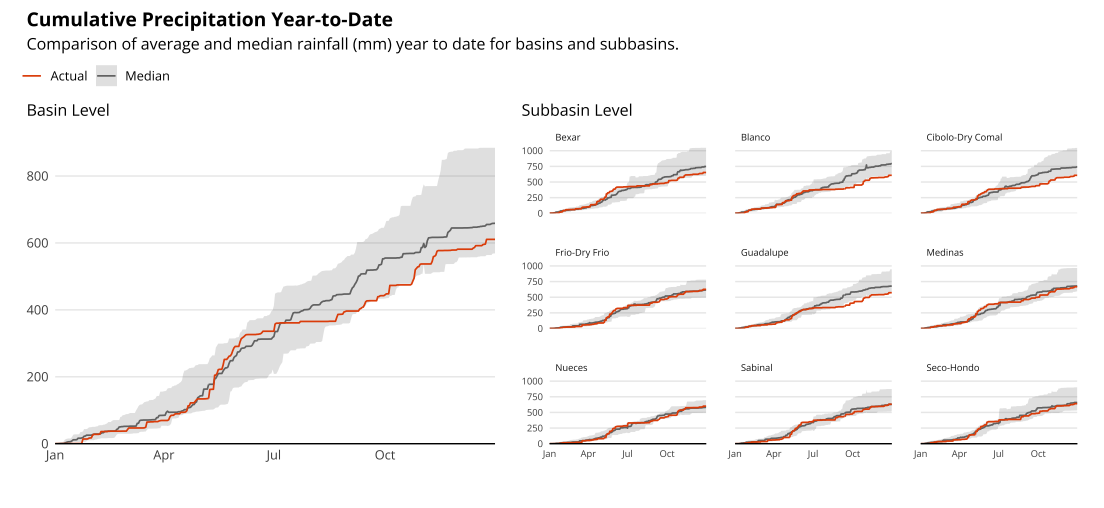 Cumulative Precipitation Year-to-Date
Comparison of average and median rainfall (mm) year to date for basins and subbasins.
Actual Median
Basin Level
800
600
400
200
0
Jan Apr Jul Oct
Subbasin Level
Bexar Blanco Cibolo-Dry Comal
1000
750
500
250
0
Frio-Dry Frio Guadalupe Medinas
1000
750
500
250
0
Nueces Sabinal Seco-Hondo
1000
750
500
250
0
Jan Apr Jul Oct Jan Apr Jul Oct Jan Apr Jul Oct